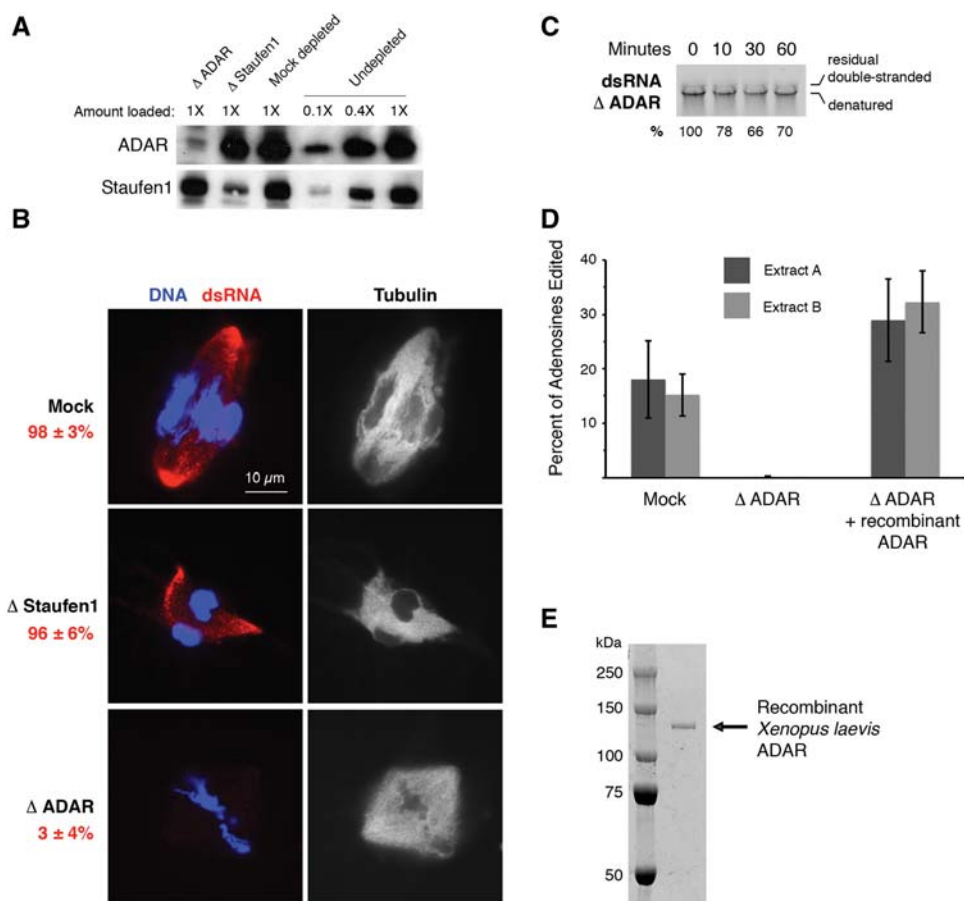 A
Δ ADAR
Δ Staufen1
Mock depleted
Undepleted
Amount loaded: 1X 1X 1X 0.1X 0.4X 1X
ADAR
Staufen1
B
DNA dsRNA
Tubulin
Mock
98 ± 3%
10 µm
Δ Staufen1
96 ± 6%
Δ ADAR
3 ± 4%
C
Minutes 0 10 30 60
dsRNA
Δ ADAR
residual
double-stranded
denatured
% 100 78 66 70
D
Percent of Adenosines Edited
40
30
20
10
Extract A
Extract B
Mock
Δ ADAR
Δ ADAR
+ recombinant
ADAR
E
kDa
250
150
100
75
50
Recombinant
Xenopus laevis
ADAR